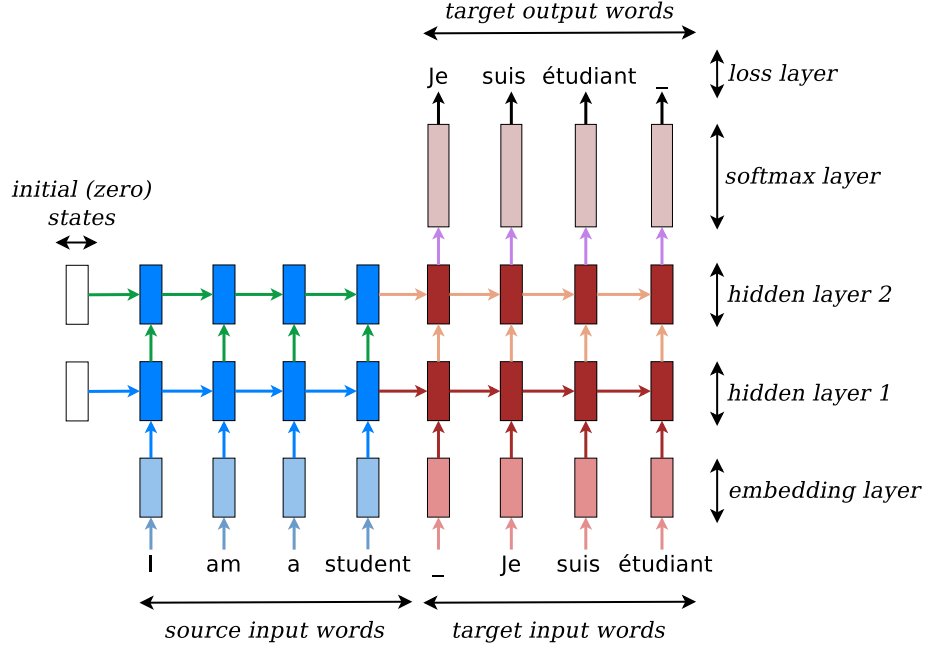 target output words
Je suis étudiant _
loss layer
softmax layer
initial (zero)
states
hidden layer 2
hidden layer 1
embedding layer
I am a student _ Je suis étudiant
source input words
target input words